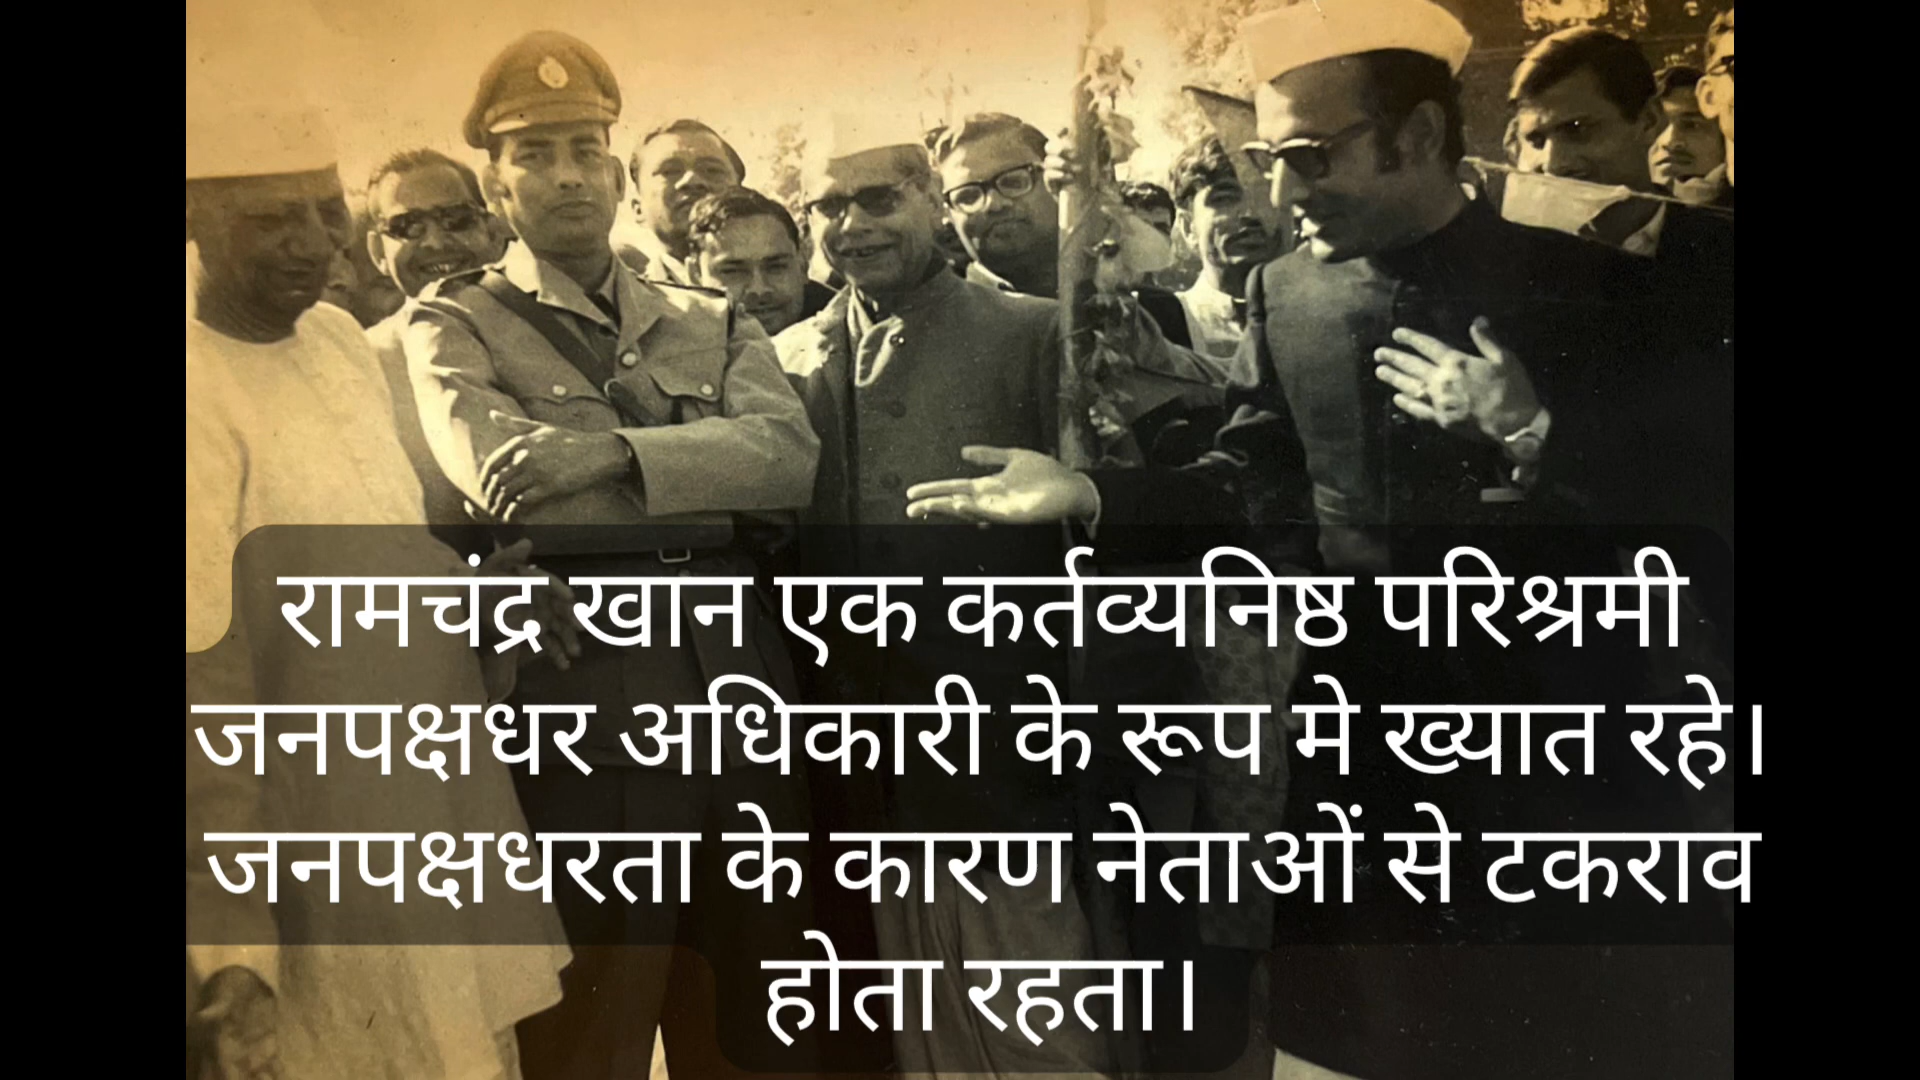 रामचंद्र खान एक कर्तव्यनिष्ठ परिश्रमी
जनपक्षधर अधिकारी के रूप मे ख्यात रहे।
जनपक्षधरता के कारण नेताओं से टकराव
होता रहता।